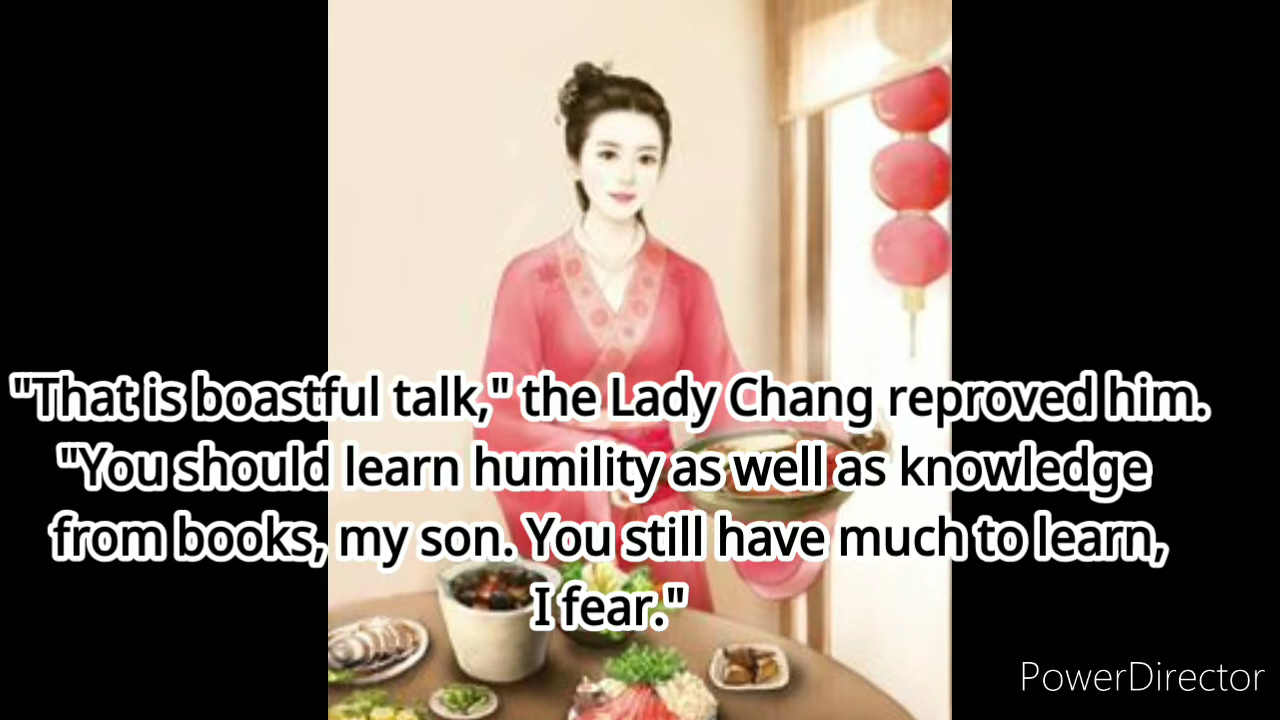 "That is boastful talk," the Lady Chang reproved him.
"You should learn humility as well as knowledge
from books, my son. You still have much to learn,
I fear."
PowerDirector